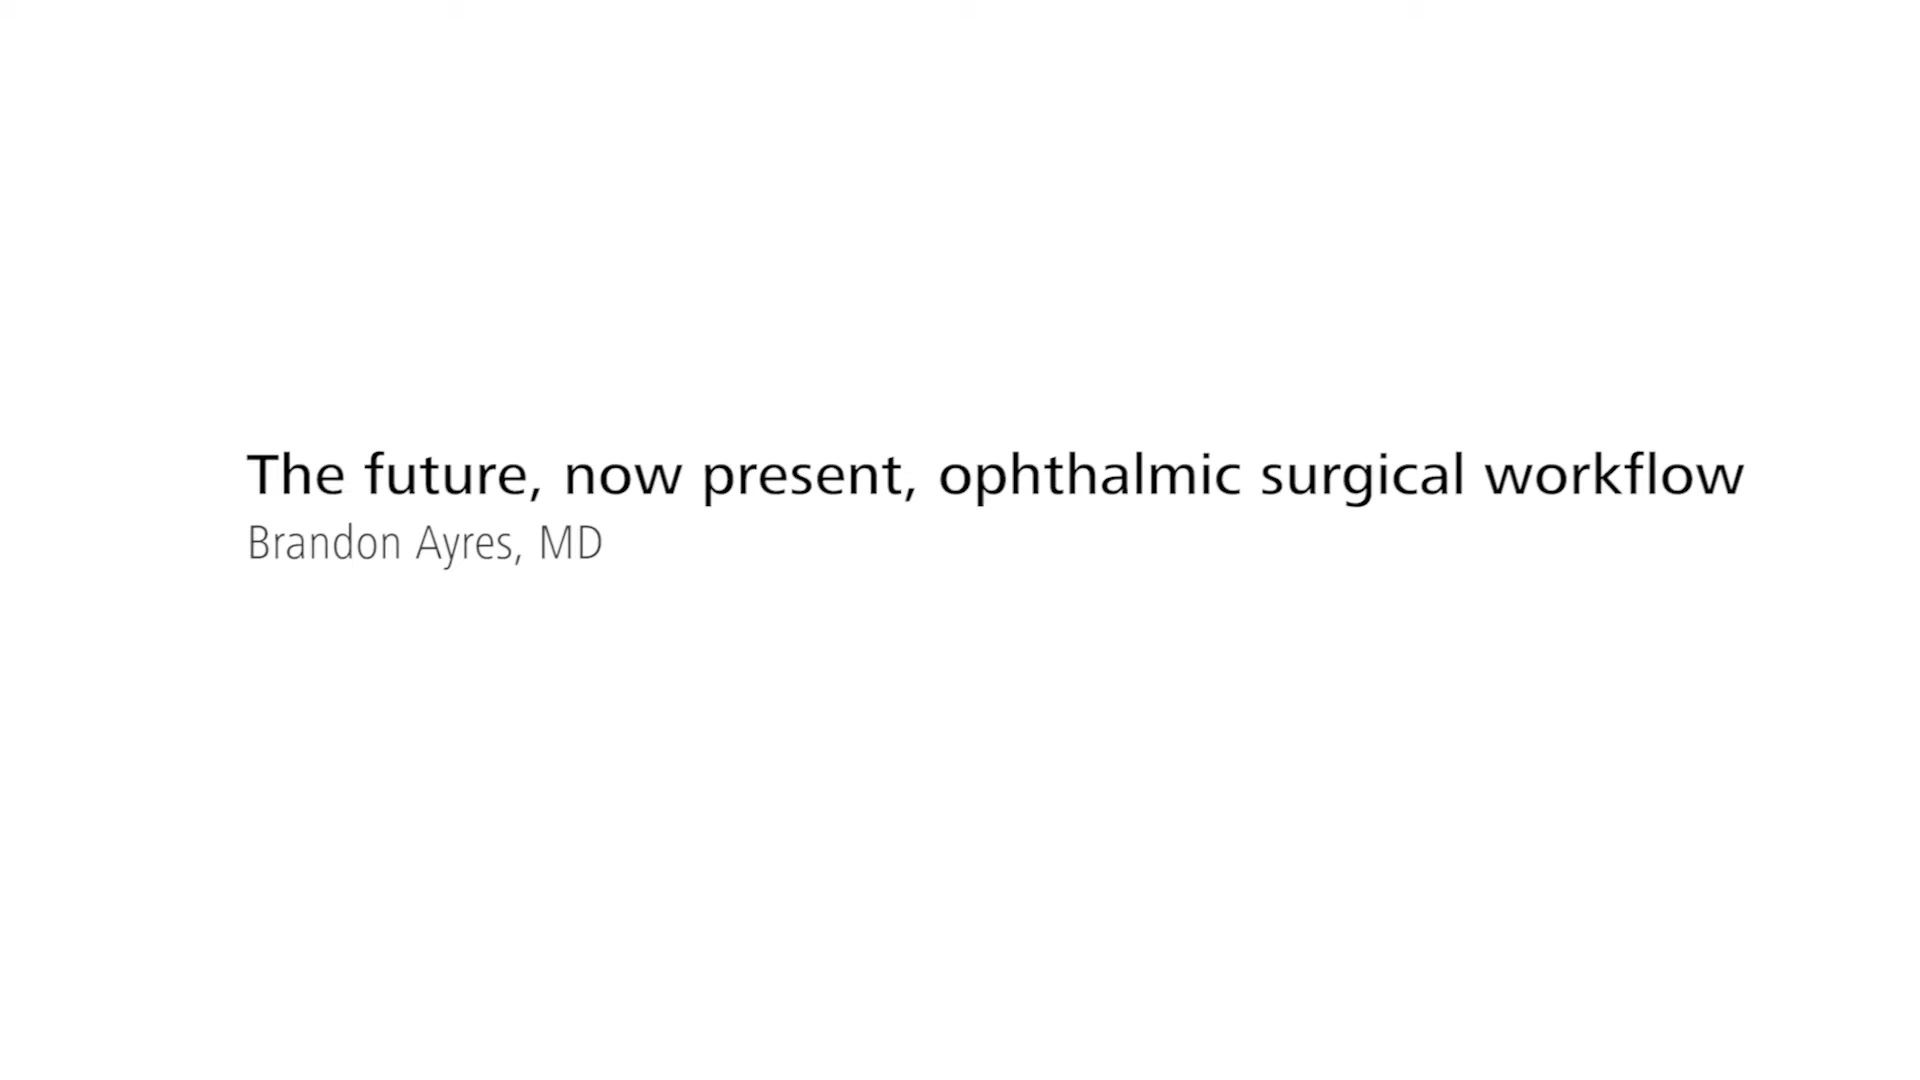 The future, now present, ophthalmic surgical workflow
Brandon Ayres, MD